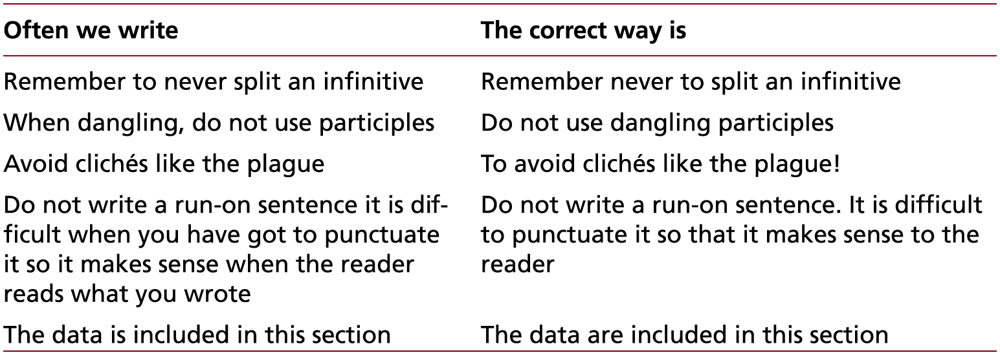 Often we write The correct way is
Remember to never split an infinitive Remember never to split an infinitive
When dangling, do not use participles Do not use dangling participles
Avoid clichés like the plague To avoid clichés like the plague!
Do not write a run-on sentence it is dif- Do not write a run-on sentence. It is difficult
ficult when you have got to punctuate to punctuate it so that it makes sense to the
it so it makes sense when the reader reader
reads what you wrote
The data is included in this section The data are included in this section